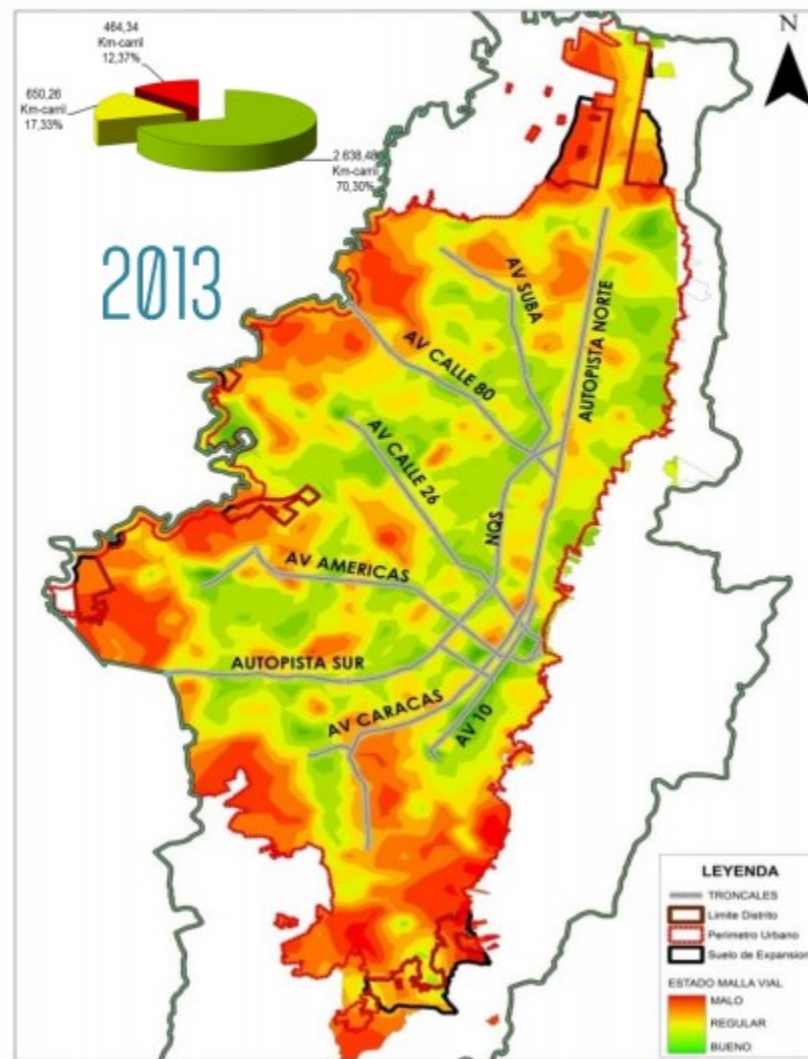 464,34
Km-carril
12,37%
650,26
Km-carril
17,33%
2.638,48
Km-carril
70,30%
N
2013
AV SUBA
AUTOPISTA NORTE
AV CALLE 80
AV CALLE 26
NQS
AV AMERICAS
AUTOPISTA SUR
AV CARACAS
AV 10
LEYENDA
TRONCALES
Limite Distrito
Perimetro Urbano
Suelo de Expansion
ESTADO MALLA VIAL
MALO
REGULAR
BUENO